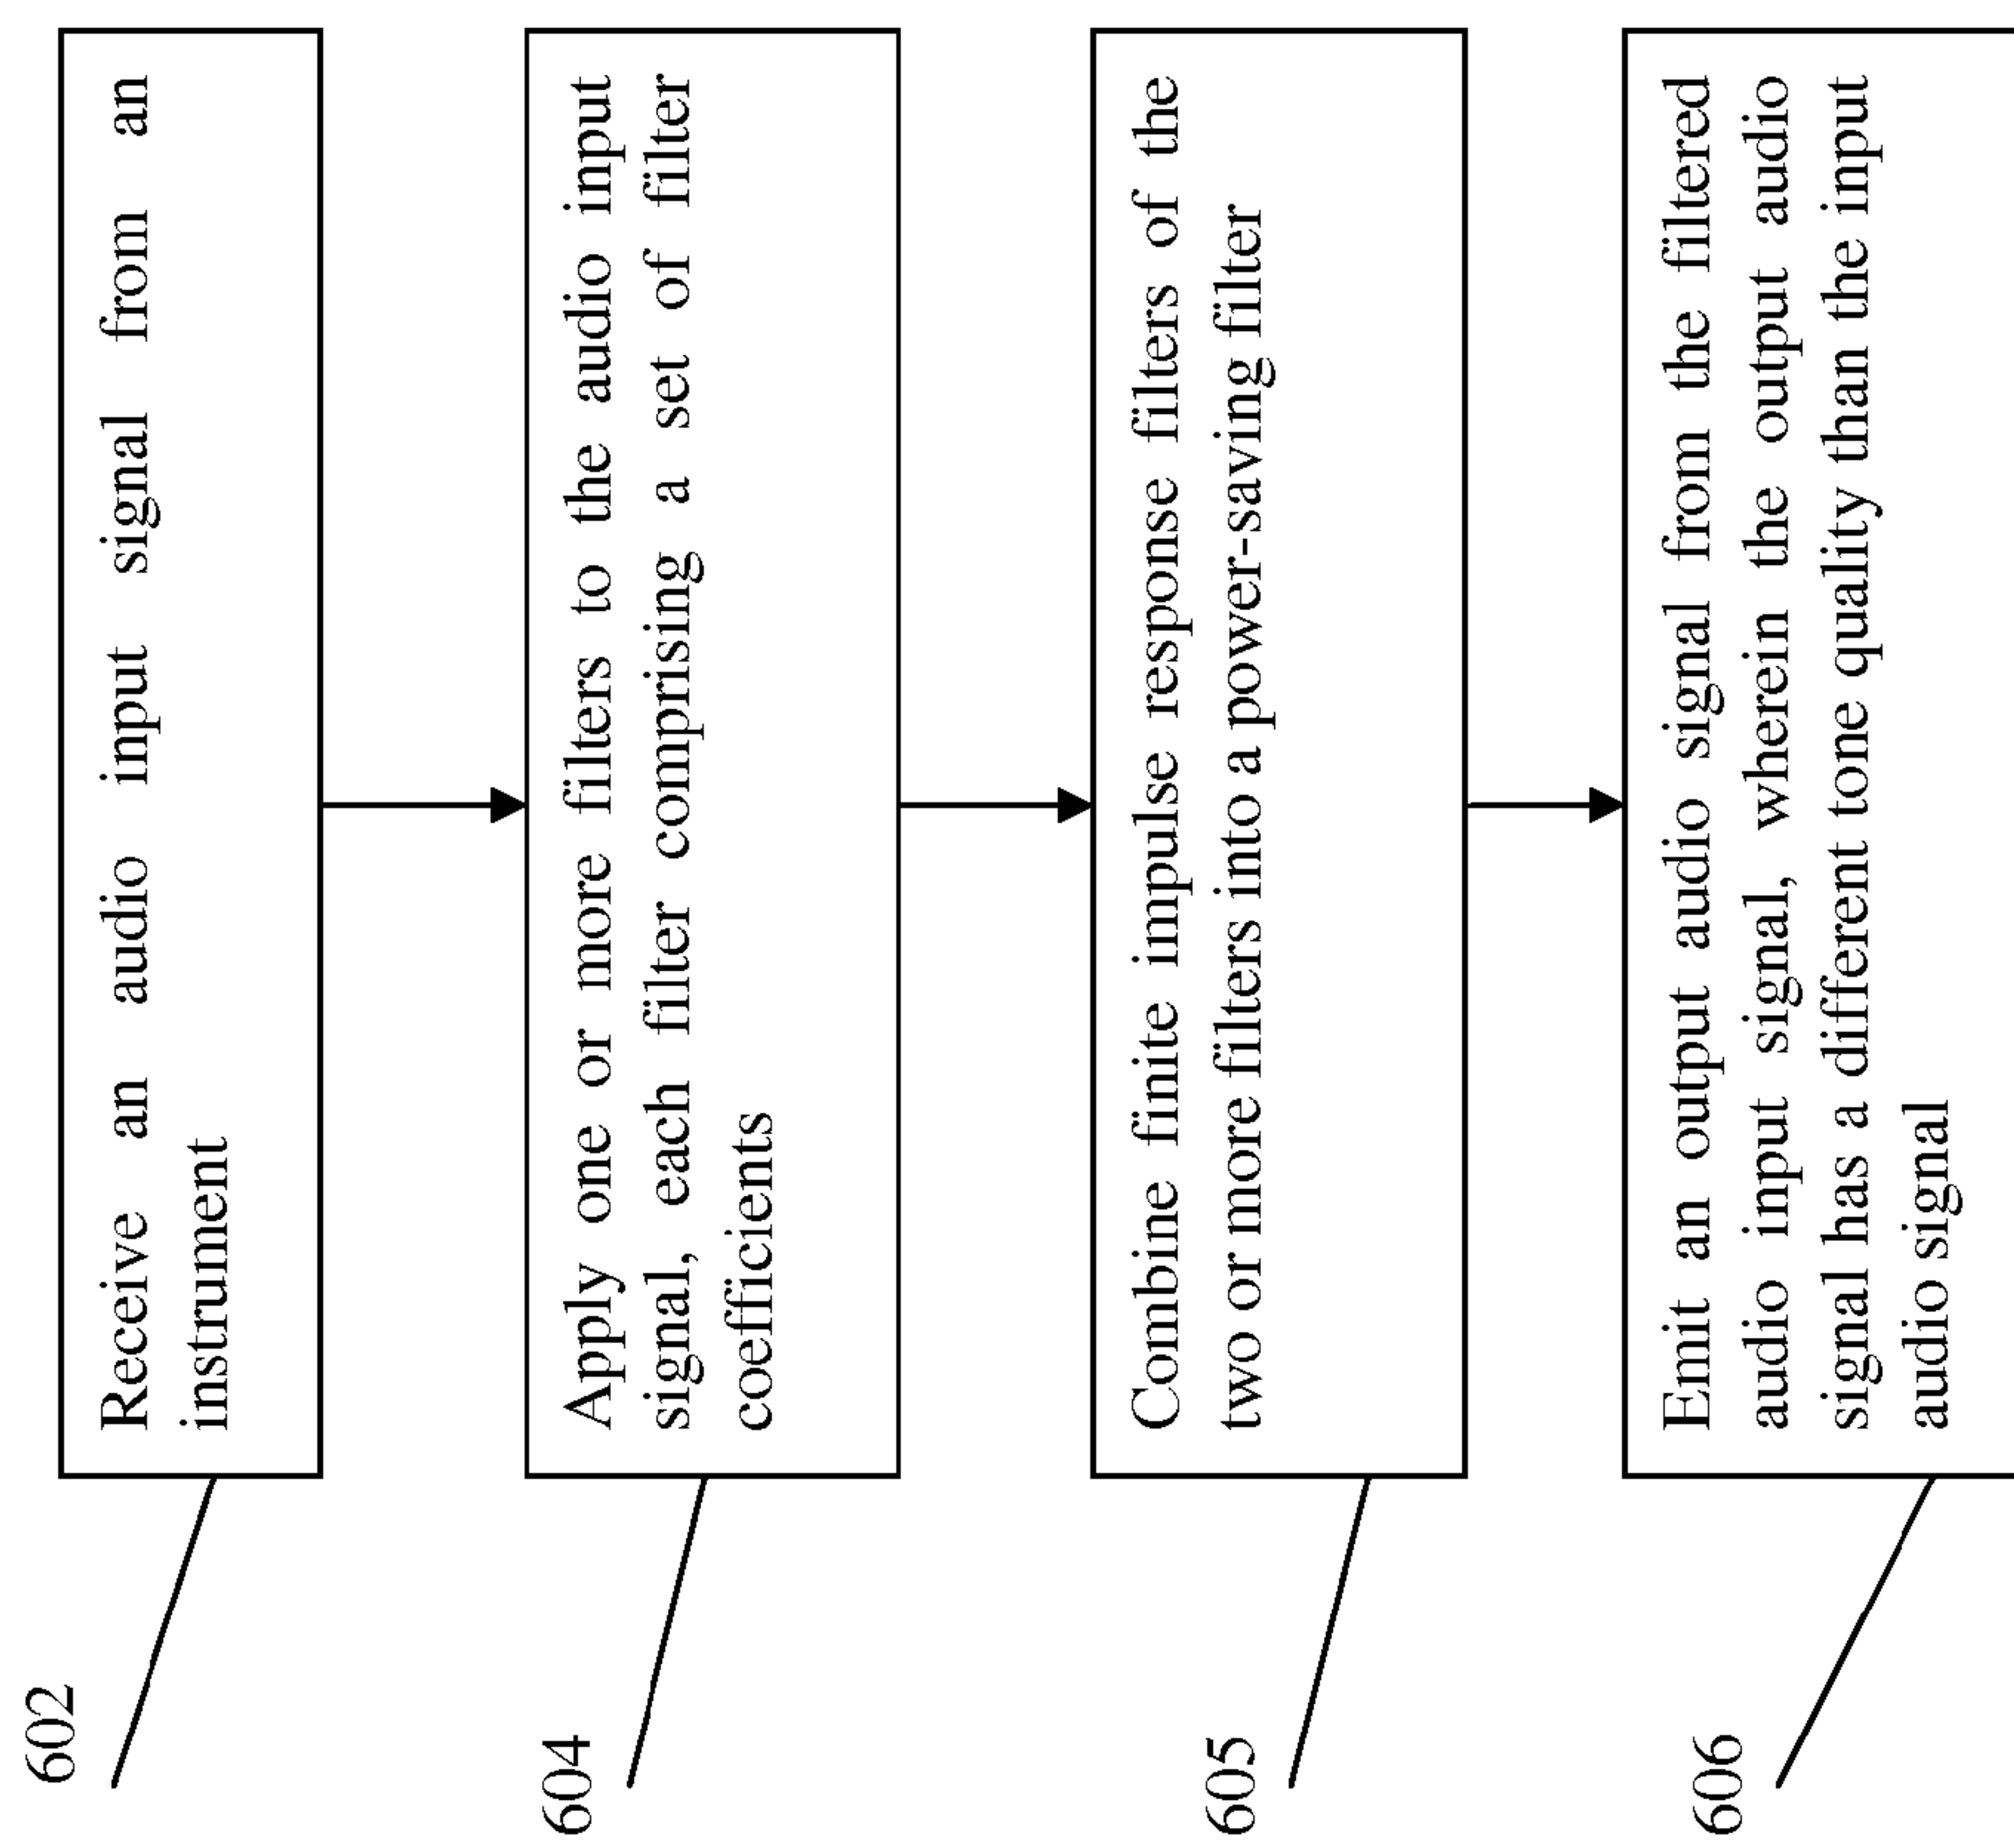 602
Receive an audio input signal from an
instrument
604
Apply one or more filters to the audio input
signal, each filter comprising a set of filter
coefficients
605
Combine finite impulse response filters of the
two or more filters into a power-saving filter
606
Emit an output audio signal from the filtered
audio input signal, wherein the output audio
signal has a different tone quality than the input
audio signal